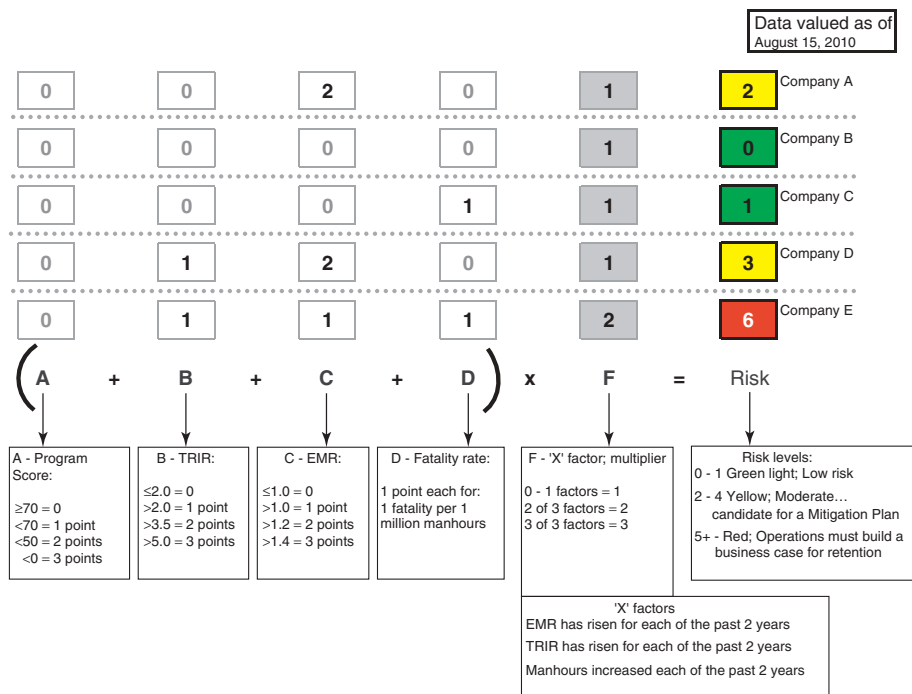 Data valued as of
August 15, 2010
0 0 2 0 1 2 Company A
0 0 0 0 1 0 Company B
0 0 0 1 1 1 Company C
0 1 2 0 1 3 Company D
0 1 1 1 2 6 Company E
( A + B + C + D ) x F = Risk
A - Program
Score:
≥70 = 0
<70 = 1 point
<50 = 2 points
<0 = 3 points
B - TRIR:
≤2.0 = 0
>2.0 = 1 point
>3.5 = 2 points
>5.0 = 3 points
C - EMR:
≤1.0 = 0
>1.0 = 1 point
>1.2 = 2 points
>1.4 = 3 points
D - Fatality rate:
1 point each for:
1 fatality per 1
million manhours
F - 'X' factor; multiplier
0 - 1 factors = 1
2 of 3 factors = 2
3 of 3 factors = 3
Risk levels:
0 - 1 Green light; Low risk
2 - 4 Yellow; Moderate…
candidate for a Mitigation Plan
5+ - Red; Operations must build a
business case for retention
'X' factors
EMR has risen for each of the past 2 years
TRIR has risen for each of the past 2 years
Manhours increased each of the past 2 years